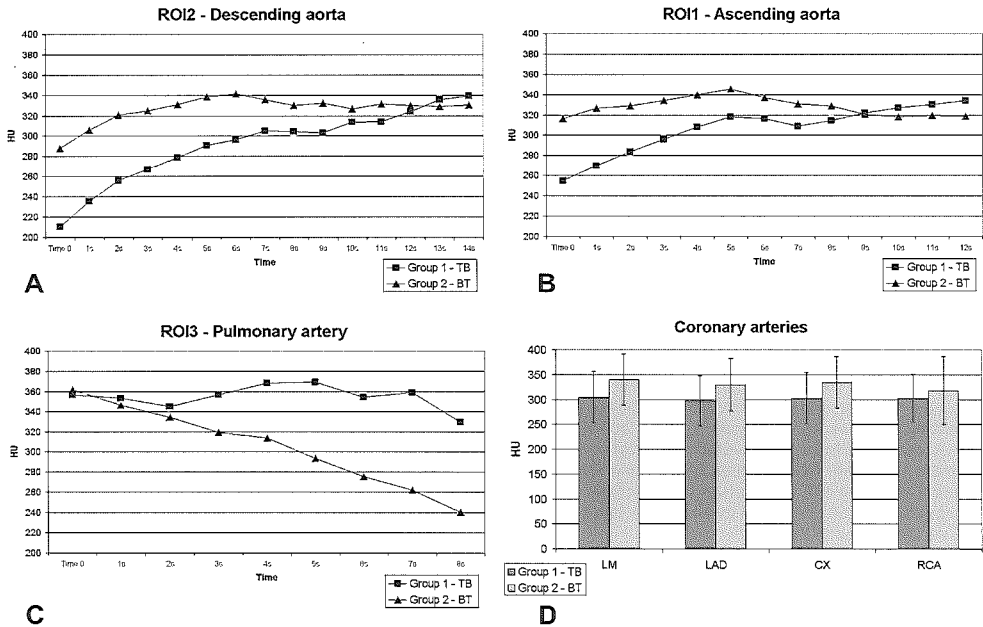 ROI2 - Descending aorta
400
380
360
340
320
300
280
260
240
220
200
HU
Time 0 1s 2s 3s 4s 5s 6s 7s 8s 9s 10s 11s 12s 13s 14s
Time
Group 1 - TB
Group 2 - BT
A
ROI1 - Ascending aorta
400
380
360
340
320
300
280
260
240
220
200
HU
Time 0 1s 2s 3s 4s 5s 6s 7s 8s 9s 10s 11s 12s
Time
Group 1 - TB
Group 2 - BT
B
ROI3 - Pulmonary artery
400
380
360
340
320
300
280
260
240
220
200
HU
Time 0 1s 2s 3s 4s 5s 6s 7s 8s
Time
Group 1 - TB
Group 2 - BT
C
Coronary arteries
400
350
300
250
200
150
100
50
0
HU
LM LAD CX RCA
Group 1 - TB
Group 2 - BT
D